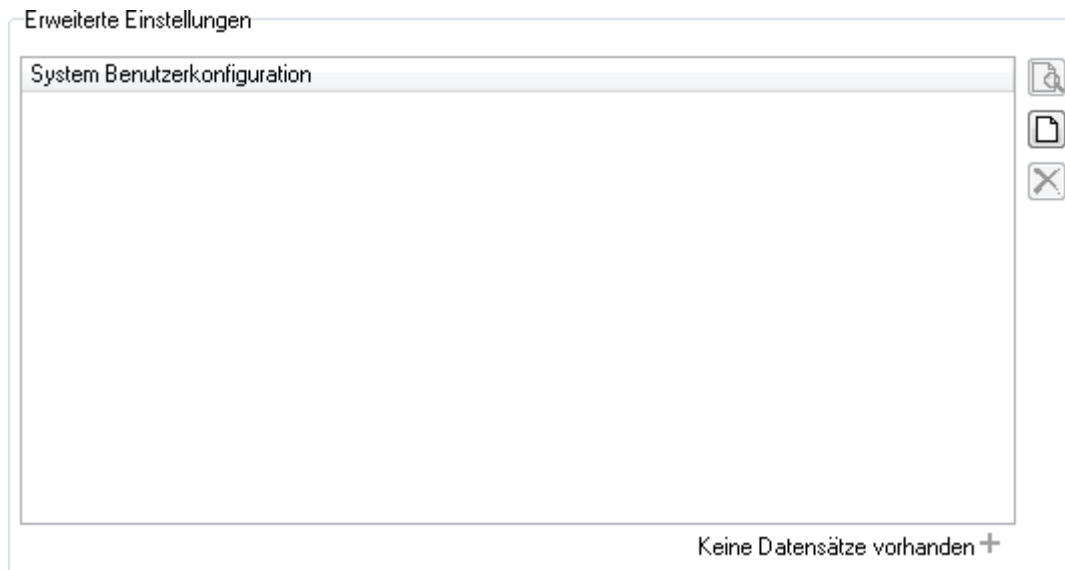 Erweiterte Einstellungen
System Benutzerkonfiguration
Keine Datensätze vorhanden